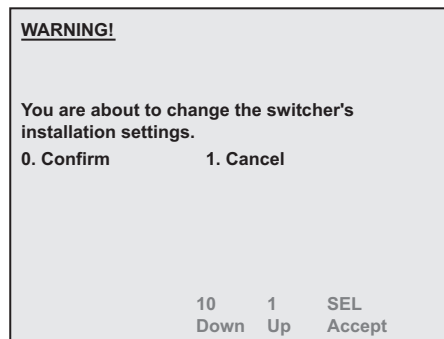 WARNING!
You are about to change the switcher's
installation settings.
0. Confirm 1. Cancel
10 1 SEL
Down Up Accept